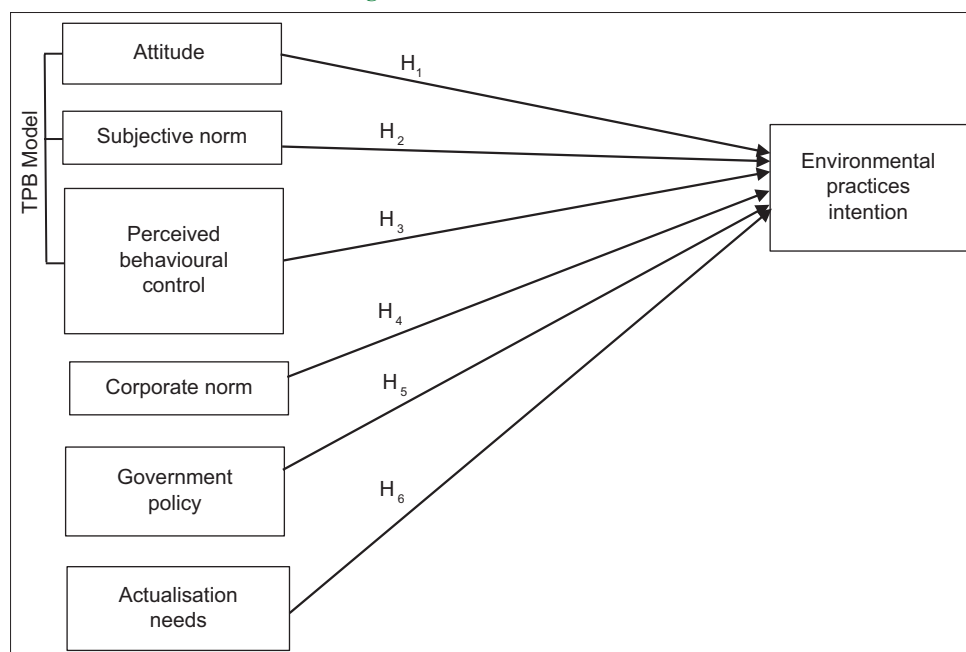 Attitude
H1
Subjective norm
H2
TPB Model
Perceived
behavioural
control
H3
Environmental
practices
intention
Corporate norm
H4
Government
policy
H5
Actualisation
needs
H6